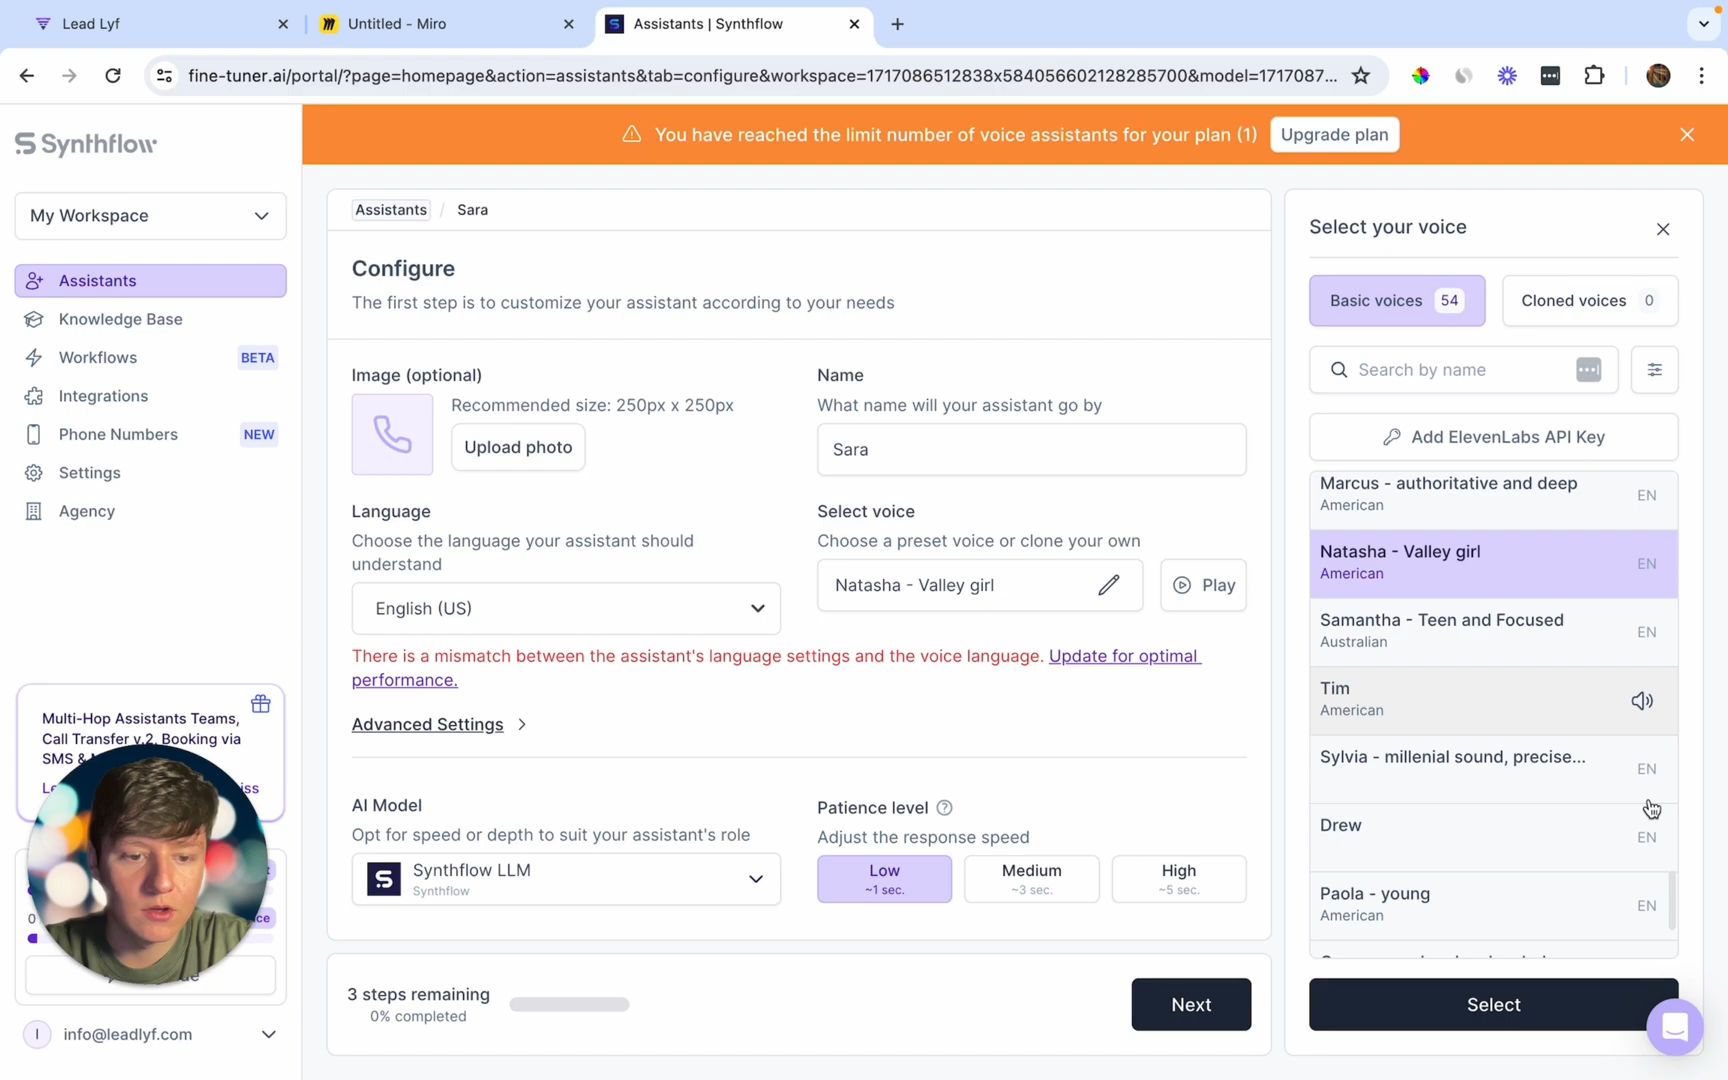 Lead Lyf
Untitled - Miro
Assistants | Synthflow
fine-tuner.ai/portal/?page=homepage&action=assistants&tab=configure&workspace=1717086512838x584056602128285700&model=1717087...
Synthflow
You have reached the limit number of voice assistants for your plan (1)
Upgrade plan
My Workspace
Assistants
Knowledge Base
Workflows BETA
Integrations
Phone Numbers NEW
Settings
Agency
Multi-Hop Assistants Teams,
Call Transfer v.2, Booking via
SMS &
0
info@leadlyf.com
Assistants / Sara
Configure
The first step is to customize your assistant according to your needs
Image (optional)
Recommended size: 250px x 250px
Upload photo
Name
What name will your assistant go by
Sara
Language
Choose the language your assistant should
understand
English (US)
Select voice
Choose a preset voice or clone your own
Natasha - Valley girl
Play
There is a mismatch between the assistant's language settings and the voice language. Update for optimal
performance.
Advanced Settings
AI Model
Opt for speed or depth to suit your assistant's role
Synthflow LLM
Synthflow
Patience level
Adjust the response speed
Low
~1 sec.
Medium
~3 sec.
High
~5 sec.
3 steps remaining
0% completed
Next
Select your voice
Basic voices 54
Cloned voices 0
Search by name
Add ElevenLabs API Key
Marcus - authoritative and deep
American
EN
Natasha - Valley girl
American
EN
Samantha - Teen and Focused
Australian
EN
Tim
American
Sylvia - millenial sound, precise...
EN
Drew
EN
Paola - young
American
EN
Select